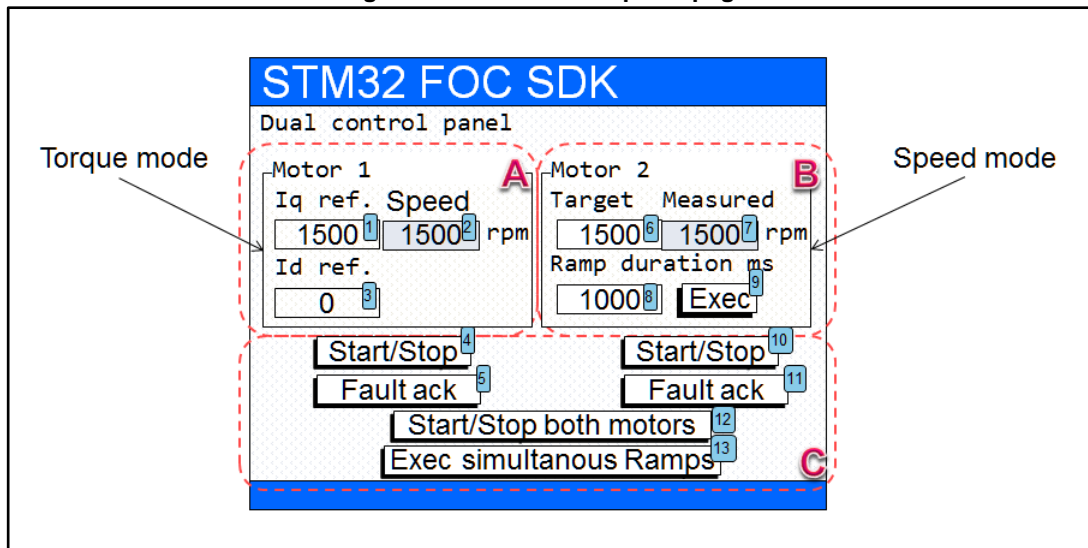 STM32 FOC SDK
Dual control panel
Torque mode
Speed mode
A
B
Motor 1
Motor 2
Iq ref. Speed
Target Measured
1500 1 1500 2 rpm
1500 6 1500 7 rpm
Id ref.
Ramp duration ms
0 3
1000 8 Exec 9
Start/Stop 4
Start/Stop 10
Fault ack 5
Fault ack 11
Start/Stop both motors 12
Exec simultanous Ramps 13
C